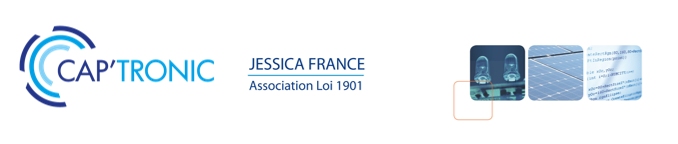 CAP'TRONIC
JESSICA FRANCE
Association Loi 1901